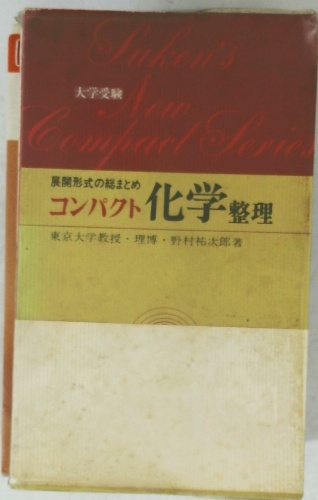 Suken's
New
Compact Series
大学受験
展開形式の総まとめ
コンパクト 化学 整理
東京大学教授・理博・野村祐次郎著